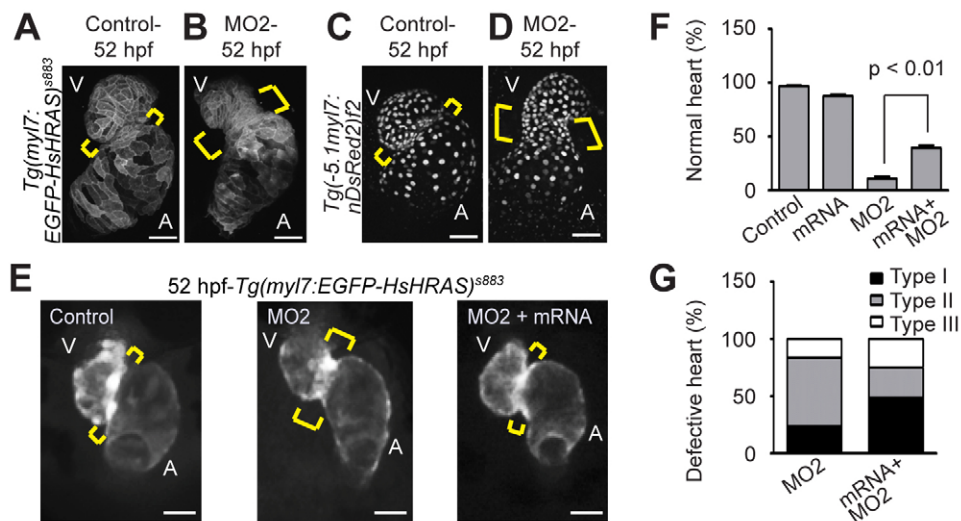 A
Control-
52 hpf
B
MO2-
52 hpf
C
Control-
52 hpf
D
MO2-
52 hpf
Tg(myl7:
EGFP-HsHRAS)s883
V
A
Tg(-5.1myl7:
nDsRed2)f2
V
A
E
52 hpf-Tg(myl7:EGFP-HsHRAS)s883
Control
V
A
MO2
V
A
MO2 + mRNA
V
A
F
Normal heart (%)
150
100
50
0
p < 0.01
Control
mRNA
MO2
mRNA+
MO2
G
Defective heart (%)
150
100
50
0
Type I
Type II
Type III
MO2
mRNA+
MO2